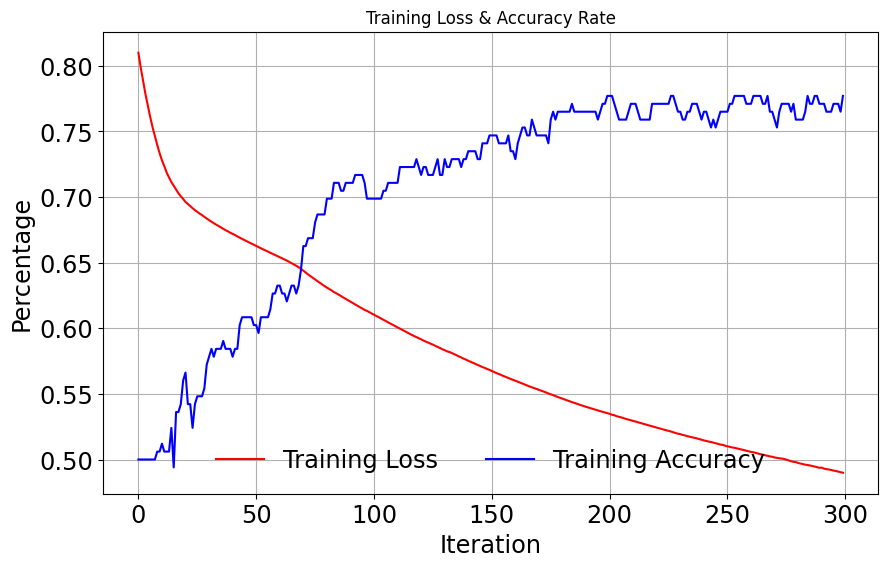 Training Loss & Accuracy Rate
0.80
0.75
0.70
0.65
0.60
0.55
0.50
Percentage
Training Loss Training Accuracy
0 50 100 150 200 250 300
Iteration